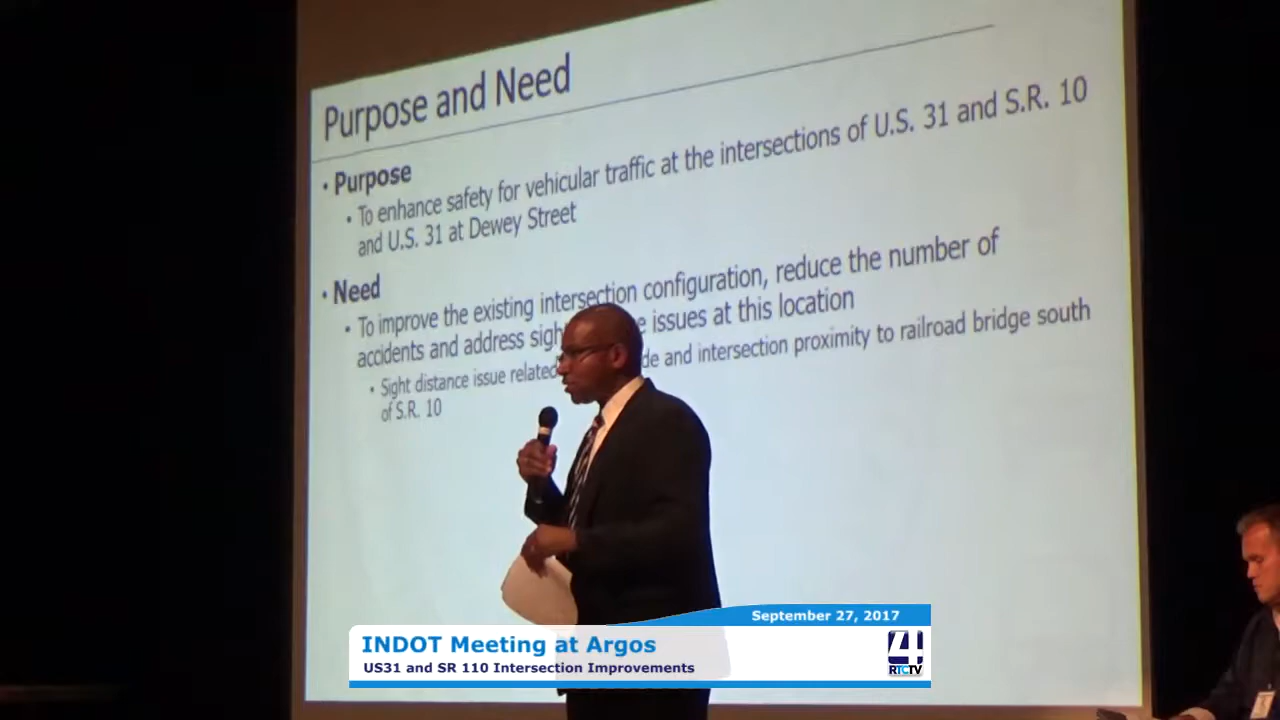 Purpose and Need
• Purpose
• To enhance safety for vehicular traffic at the intersections of U.S. 31 and S.R. 10
and U.S. 31 at Dewey Street
• Need
• To improve the existing intersection configuration, reduce the number of
accidents and address issues at this location
• Sight distance issue related and intersection proximity to railroad bridge south
of S.R. 10
September 27, 2017
INDOT Meeting at Argos
US31 and SR 110 Intersection Improvements
4
RTCTV